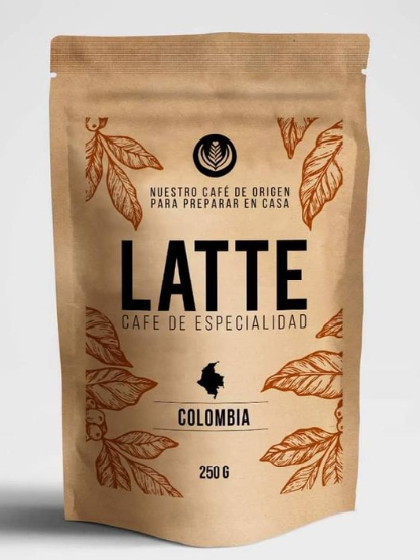 NUESTRO CAFÉ DE ORIGEN
PARA PREPARAR EN CASA
LATTE
CAFE DE ESPECIALIDAD
COLOMBIA
250 G